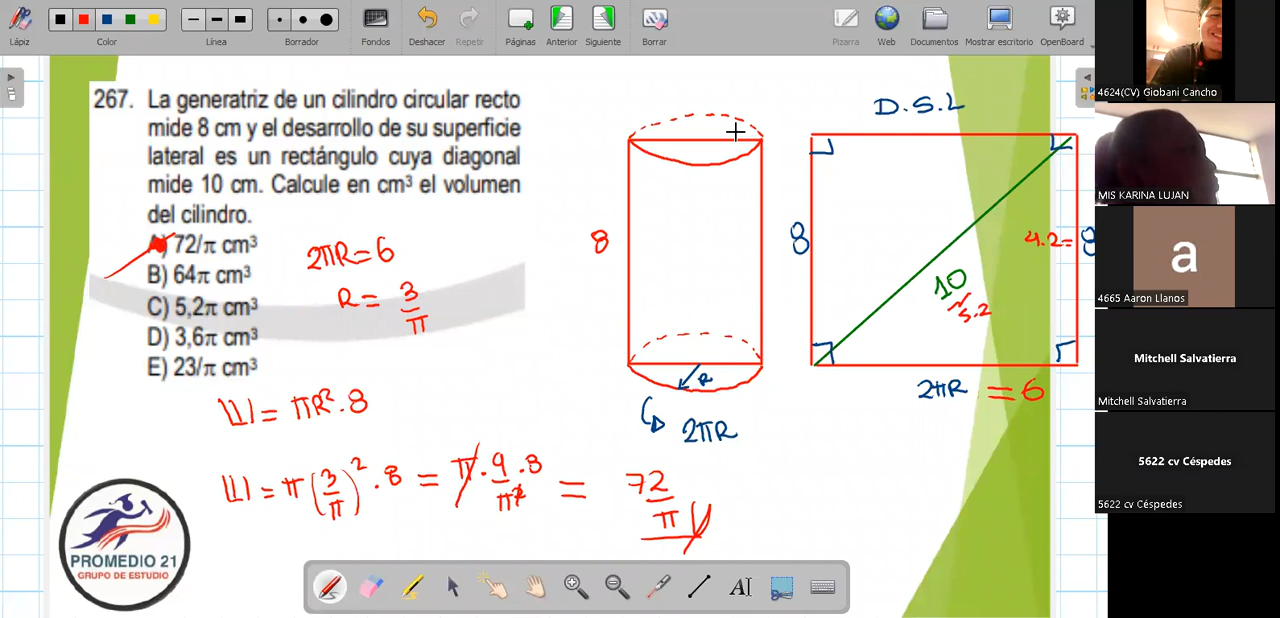 Lápiz
Color
Línea
Borrador
Fondos
Deshacer
Repetir
Páginas
Anterior
Siguiente
Borrar
Pizarra
Web
Documentos
Mostrar escritorio
OpenBoard
267. La generatriz de un cilindro circular recto
mide 8 cm y el desarrollo de su superficie
lateral es un rectángulo cuya diagonal
mide 10 cm. Calcule en cm³ el volumen
del cilindro.
A) 72/π cm³
B) 64π cm³
C) 5,2π cm³
D) 3,6π cm³
E) 23/π cm³
2πR = 6
R = 3/π
V = πR² · 8
V = π(3/π)² · 8 = π · 9/π² · 8 = 72/π
8
R
2πR
D.S.L
8
10
5.2
4.2 = 8
2πR = 6
PROMEDIO 21
GRUPO DE ESTUDIO
4624(CV) Giobani Cancho
MIS KARINA LUJAN
a
4665 Aaron Llanos
Mitchell Salvatierra
Mitchell Salvatierra
5622 cv Céspedes
5622 cv Céspedes